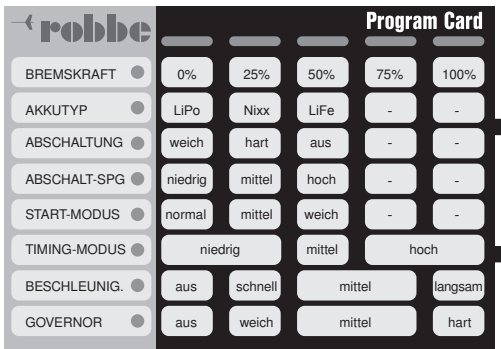 robbe Program Card
BREMSKRAFT 0% 25% 50% 75% 100%
AKKUTYP LiPo Nixx LiFe - -
ABSCHALTUNG weich hart aus - -
ABSCHALT-SPG niedrig mittel hoch - -
START-MODUS normal mittel weich - -
TIMING-MODUS niedrig mittel hoch
BESCHLEUNIG. aus schnell mittel langsam
GOVERNOR aus weich mittel hart